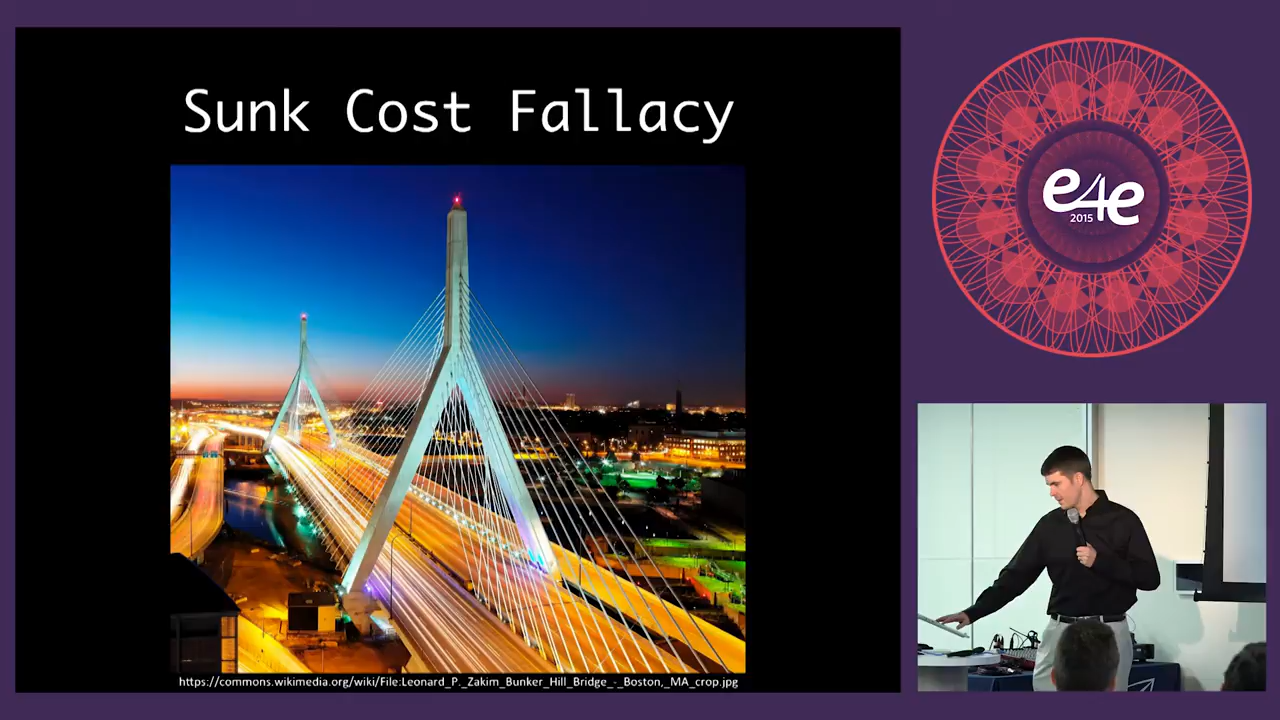 Sunk Cost Fallacy
https://commons.wikimedia.org/wiki/File:Leonard_P._Zakim_Bunker_Hill_Bridge_-_Boston,_MA_crop.jpg
e4e
2015